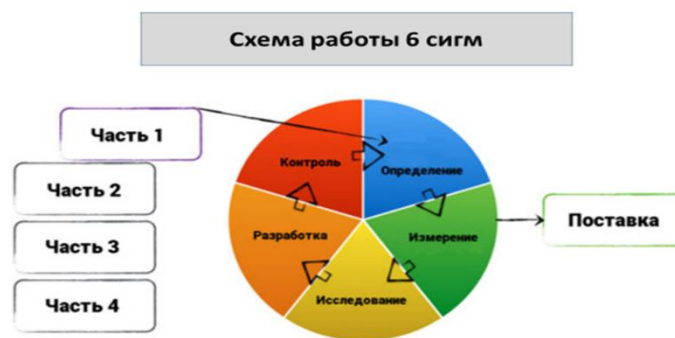 Схема работы 6 сигм
Часть 1
Часть 2
Часть 3
Часть 4
Контроль
Определение
Разработка
Измерение
Исследование
Поставка